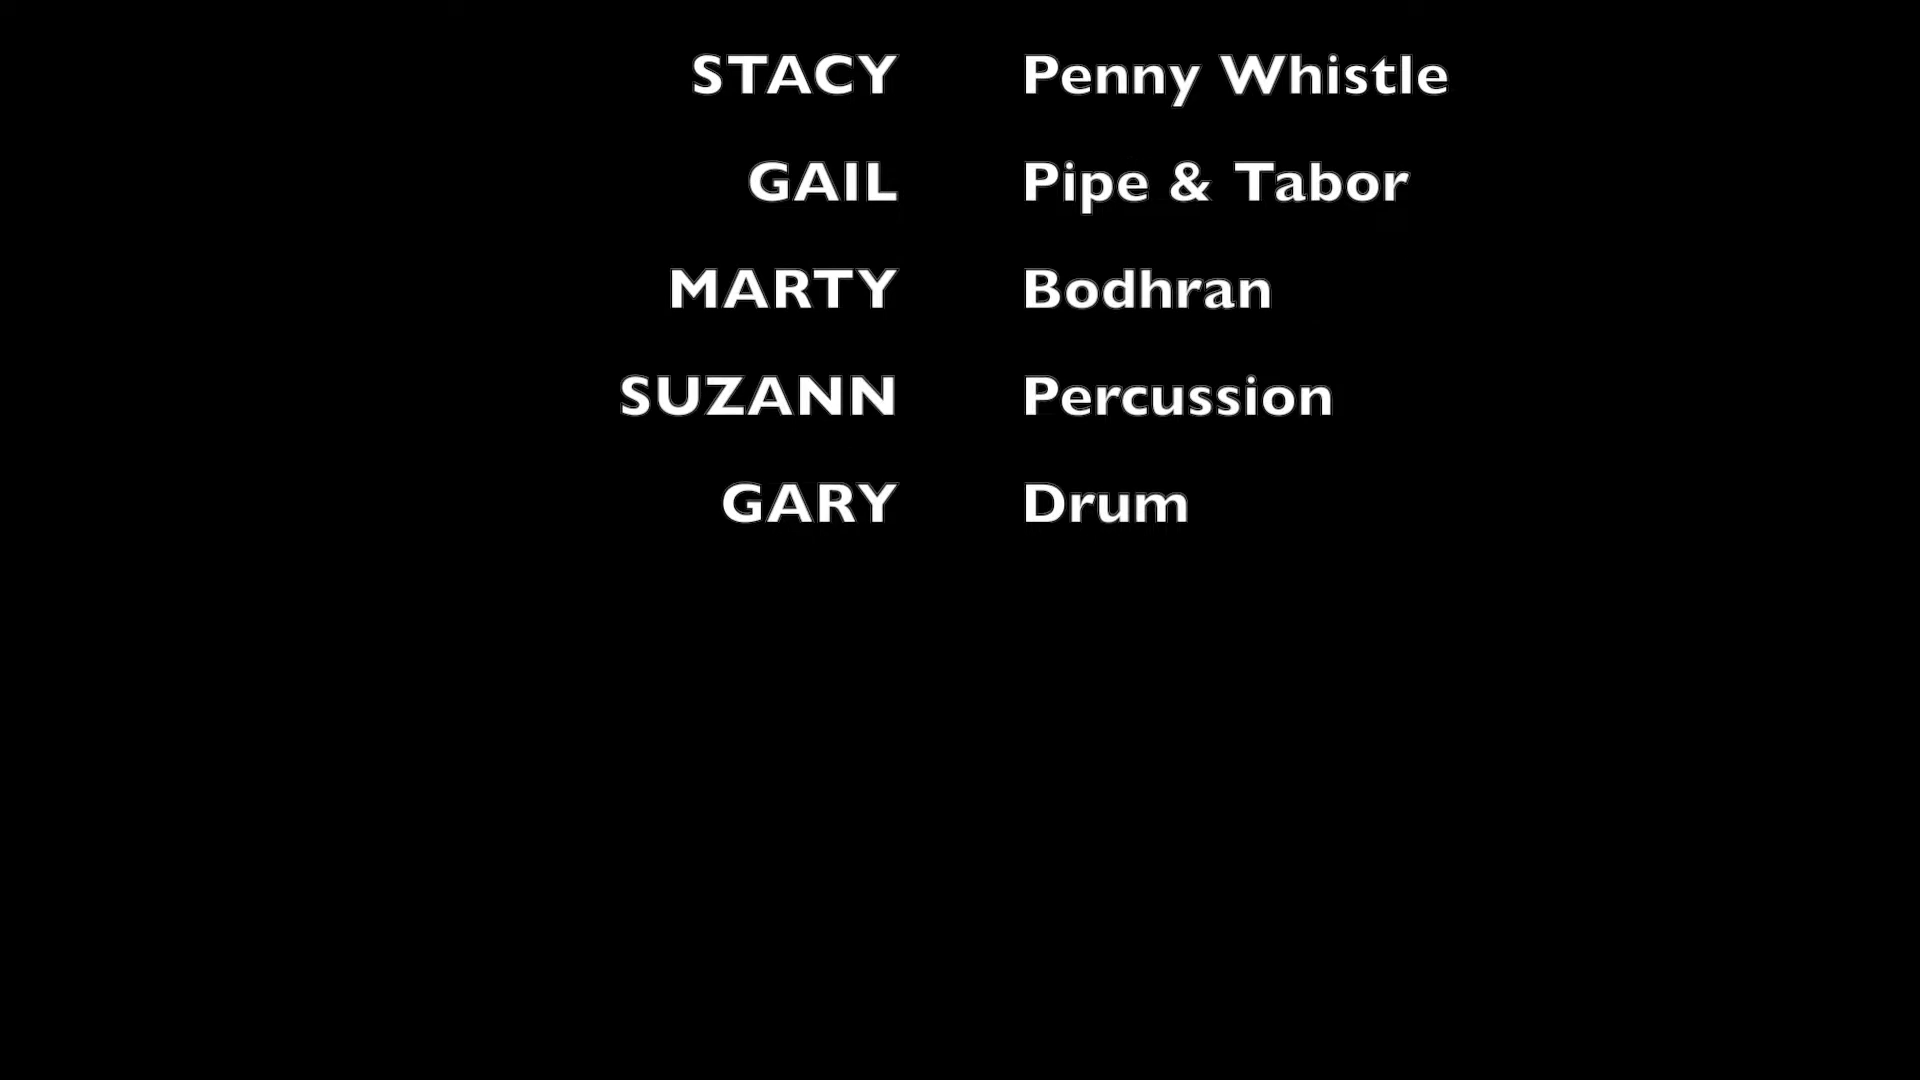 STACY Penny Whistle
GAIL Pipe & Tabor
MARTY Bodhran
SUZANN Percussion
GARY Drum